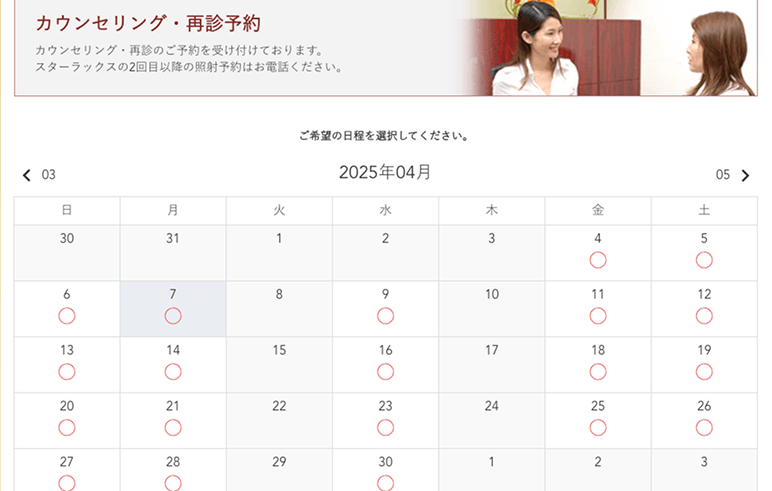 カウンセリング・再診予約
カウンセリング・再診のご予約を受け付けております。
スターラックスの2回目以降の照射予約はお電話ください。
ご希望の日程を選択してください。
03 2025年04月 05
日 月 火 水 木 金 土
30 31 1 2 3 4 5
6 7 8 9 10 11 12
13 14 15 16 17 18 19
20 21 22 23 24 25 26
27 28 29 30 1 2 3